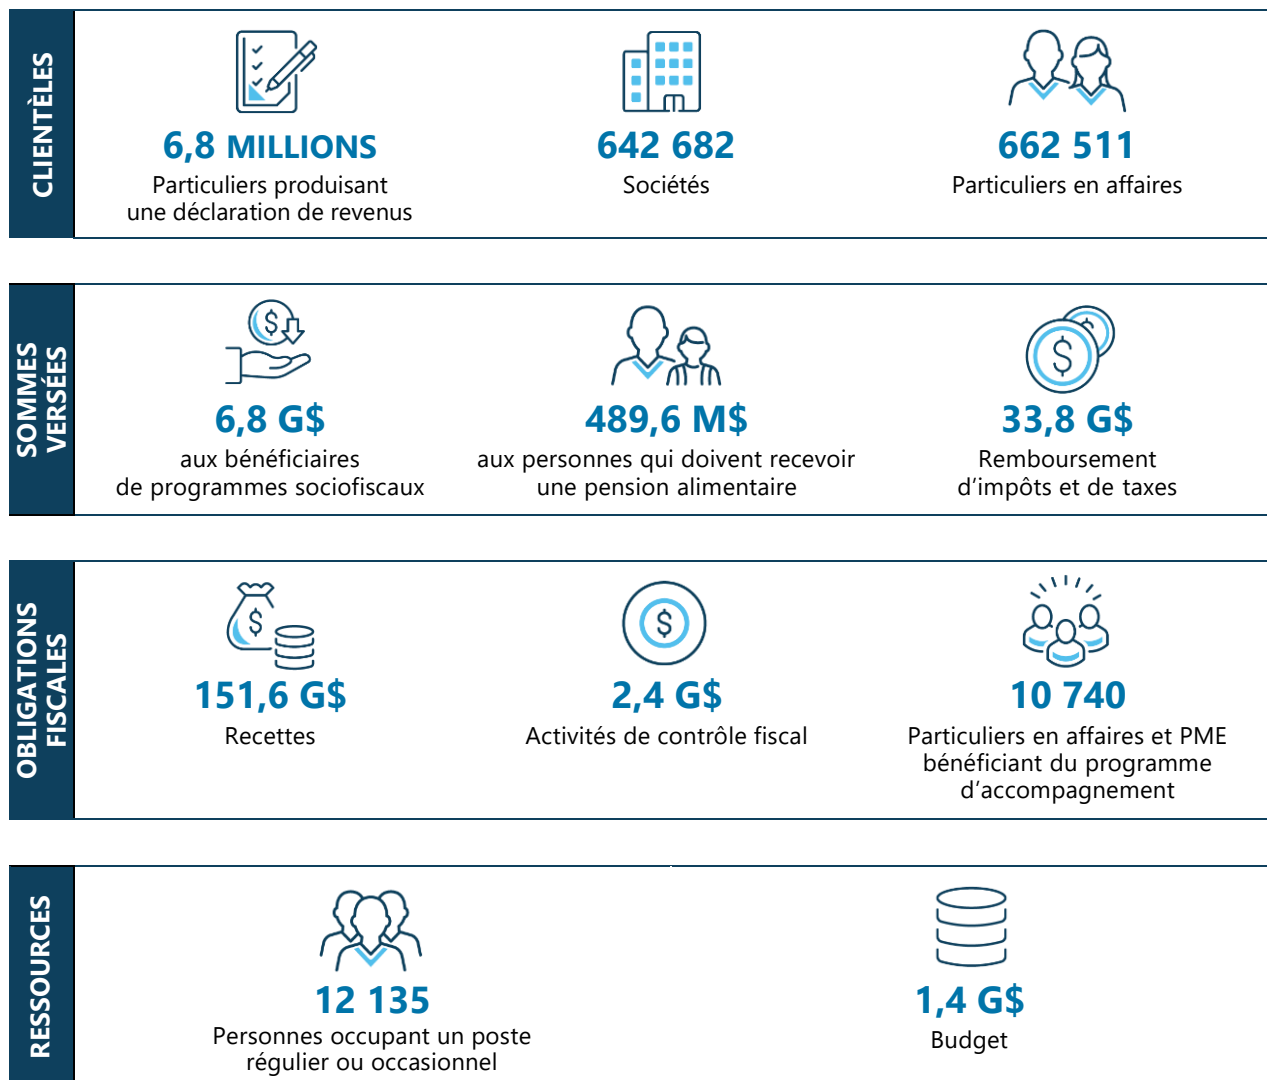 CLIENTÈLES
6,8 MILLIONS
Particuliers produisant
une déclaration de revenus
642 682
Sociétés
662 511
Particuliers en affaires
SOMMES
VERSÉES
6,8 G$
aux bénéficiaires
de programmes sociofiscaux
489,6 M$
aux personnes qui doivent recevoir
une pension alimentaire
33,8 G$
Remboursement
d’impôts et de taxes
OBLIGATIONS
FISCALES
151,6 G$
Recettes
2,4 G$
Activités de contrôle fiscal
10 740
Particuliers en affaires et PME
bénéficiant du programme
d’accompagnement
RESSOURCES
12 135
Personnes occupant un poste
régulier ou occasionnel
1,4 G$
Budget